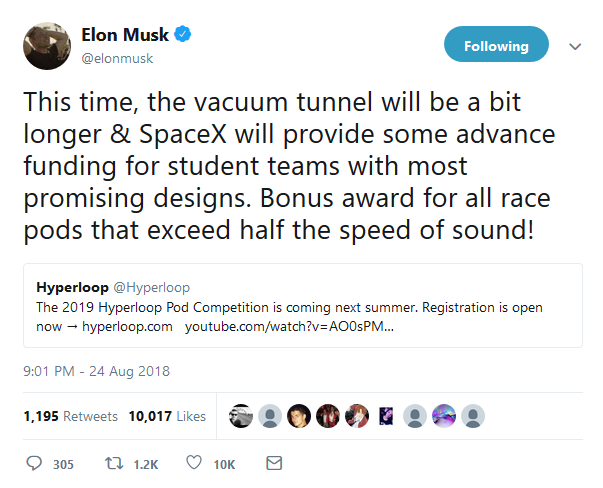 Elon Musk
@elonmusk
Following
This time, the vacuum tunnel will be a bit
longer & SpaceX will provide some advance
funding for student teams with most
promising designs. Bonus award for all race
pods that exceed half the speed of sound!
Hyperloop @Hyperloop
The 2019 Hyperloop Pod Competition is coming next summer. Registration is open
now → hyperloop.com youtube.com/watch?v=AO0sPM...
9:01 PM - 24 Aug 2018
1,195 Retweets 10,017 Likes
305 1.2K 10K